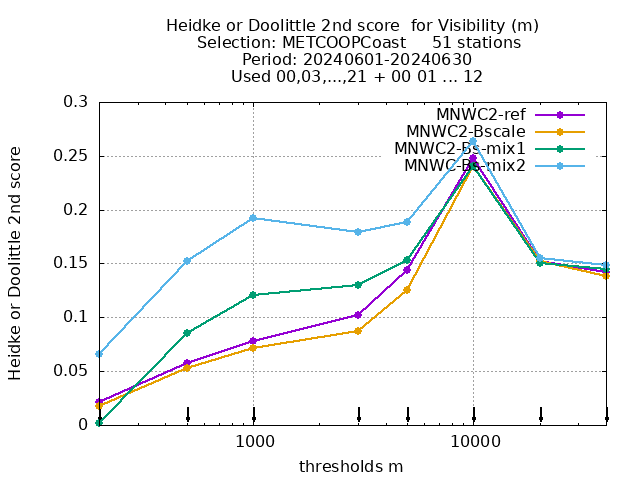 Heidke or Doolittle 2nd score  for Visibility (m)
Selection: METCOOPCoast     51 stations
Period: 20240601-20240630
Used 00,03,...,21 + 00 01 ... 12
MNWC2-ref
MNWC2-Bscale
MNWC2-Bs-mix1
MNWC-Bs-mix2
Heidke or Doolittle 2nd score
0.3
0.25
0.2
0.15
0.1
0.05
0
1000
10000
thresholds m